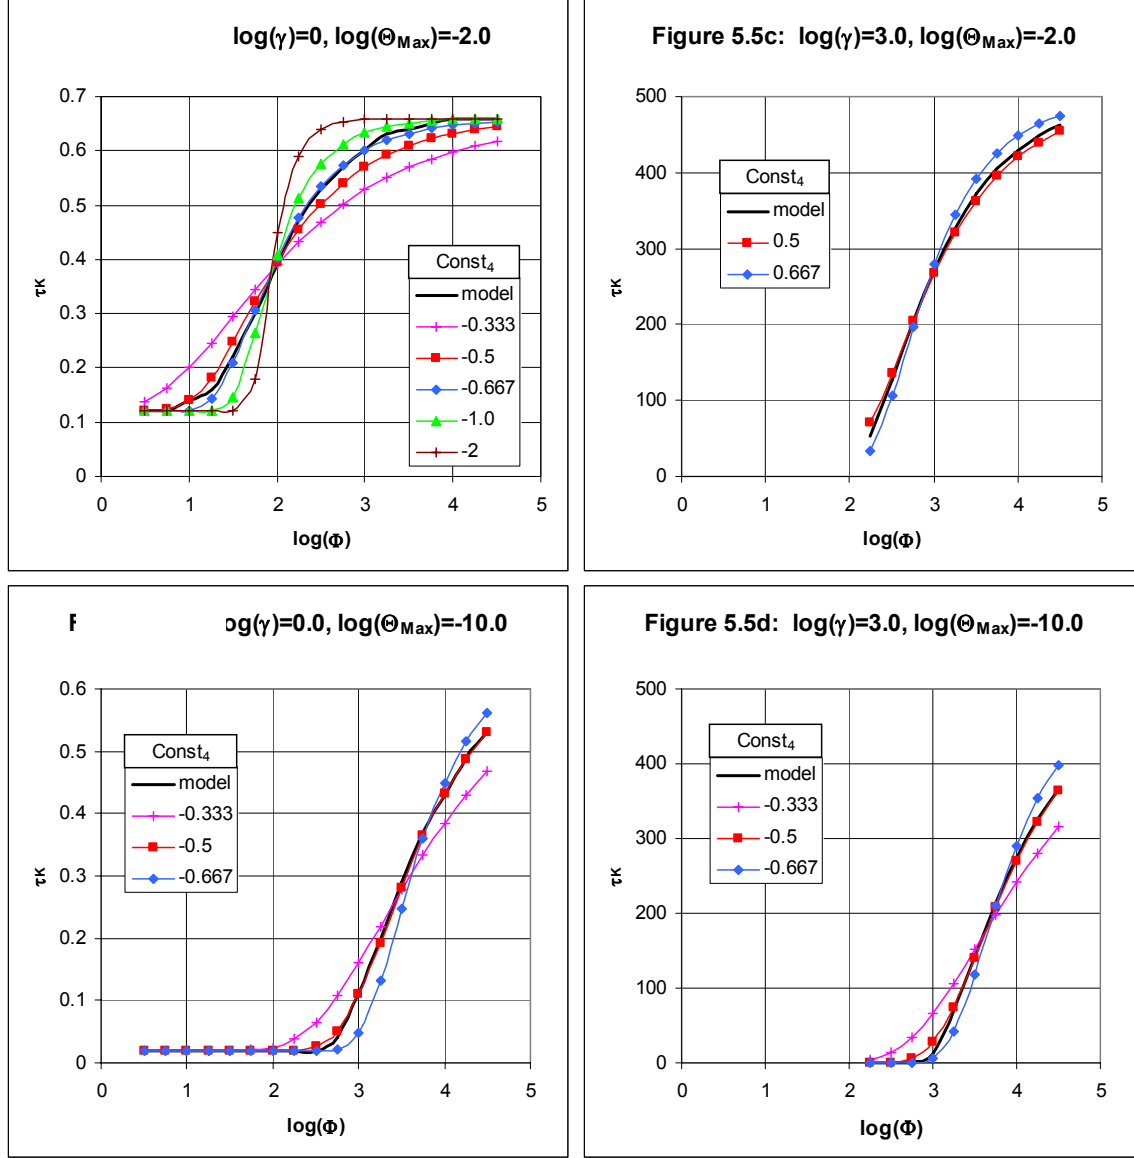 log(γ)=0, log(ΘMax)=-2.0
0.7
0.6
0.5
0.4
0.3
0.2
0.1
0
τK
Const4
model
-0.333
-0.5
-0.667
-1.0
-2
0 1 2 3 4 5
log(Φ)
Figure 5.5c: log(γ)=3.0, log(ΘMax)=-2.0
500
400
300
200
100
0
τK
Const4
model
0.5
0.667
0 1 2 3 4 5
log(Φ)
og(γ)=0.0, log(ΘMax)=-10.0
0.6
0.5
0.4
0.3
0.2
0.1
0
τK
Const4
model
-0.333
-0.5
-0.667
0 1 2 3 4 5
log(Φ)
Figure 5.5d: log(γ)=3.0, log(ΘMax)=-10.0
500
400
300
200
100
0
τK
Const4
model
-0.333
-0.5
-0.667
0 1 2 3 4 5
log(Φ)